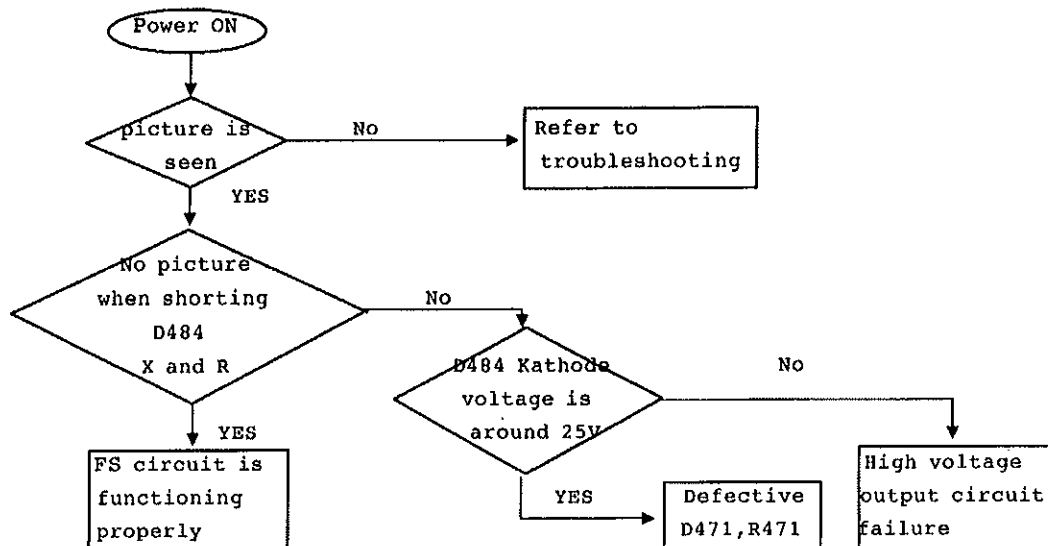 Power ON
picture is
seen
No
Refer to
troubleshooting
YES
No picture
when shorting
D484
X and R
No
D484 Kathode
voltage is
around 25V
No
YES
FS circuit is
functioning
properly
YES
Defective
D471,R471
High voltage
output circuit
failure